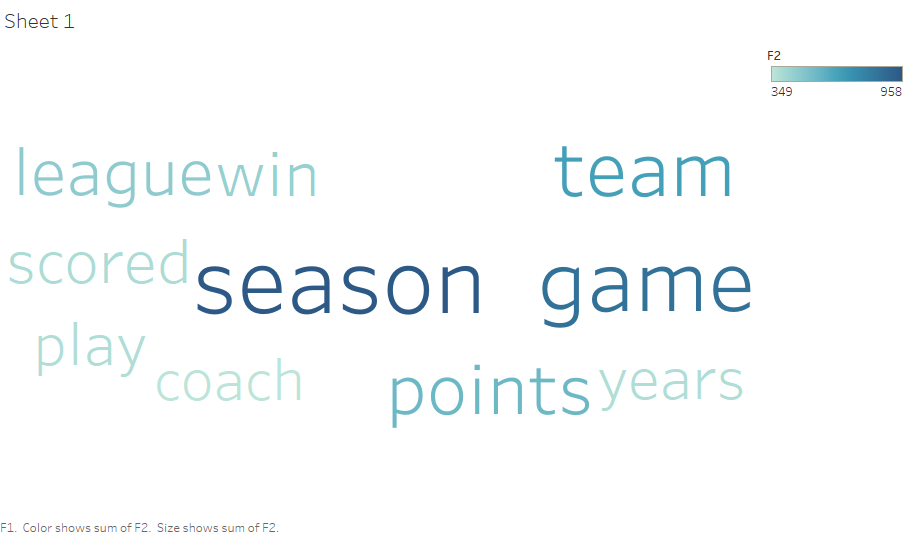 Sheet 1
F2
349 958
league win team
scored season game
play coach points years
F1. Color shows sum of F2. Size shows sum of F2.